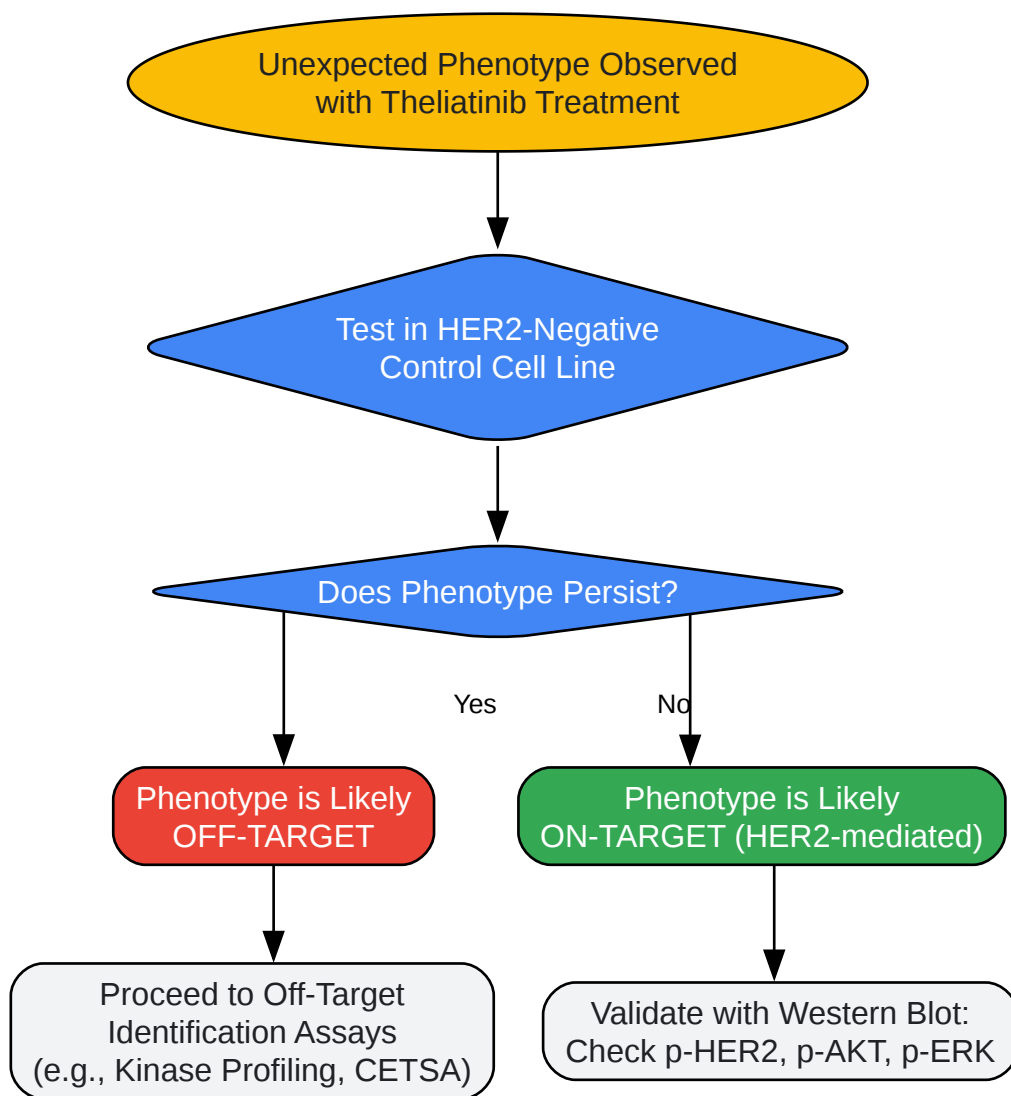 Unexpected Phenotype Observed
with Theliatinib Treatment
Test in HER2-Negative
Control Cell Line
Does Phenotype Persist?
Yes
No
Phenotype is Likely
OFF-TARGET
Phenotype is Likely
ON-TARGET (HER2-mediated)
Proceed to Off-Target
Identification Assays
(e.g., Kinase Profiling, CETSA)
Validate with Western Blot:
Check p-HER2, p-AKT, p-ERK